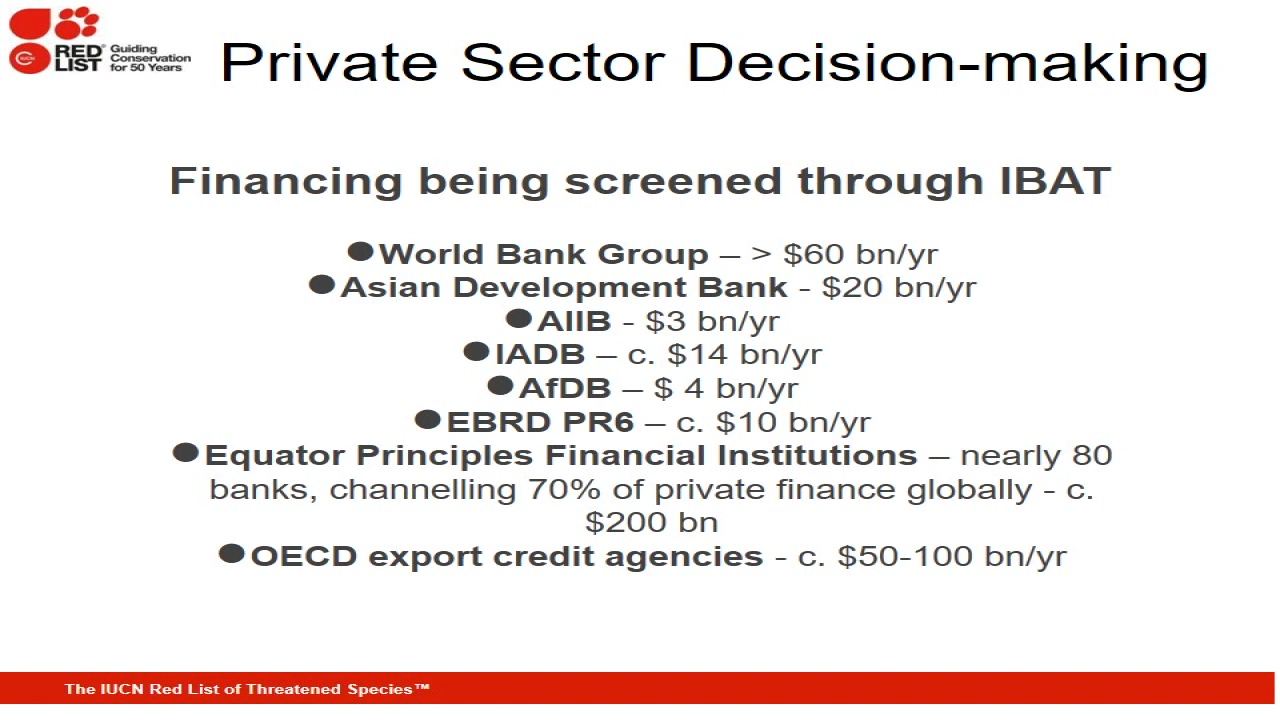 IUCN
RED
LIST
Guiding
Conservation
for 50 Years
Private Sector Decision-making
Financing being screened through IBAT
●World Bank Group – > $60 bn/yr
●Asian Development Bank - $20 bn/yr
●AIIB - $3 bn/yr
●IADB – c. $14 bn/yr
●AfDB – $ 4 bn/yr
●EBRD PR6 – c. $10 bn/yr
●Equator Principles Financial Institutions – nearly 80
banks, channelling 70% of private finance globally - c.
$200 bn
●OECD export credit agencies - c. $50-100 bn/yr
The IUCN Red List of Threatened Species™